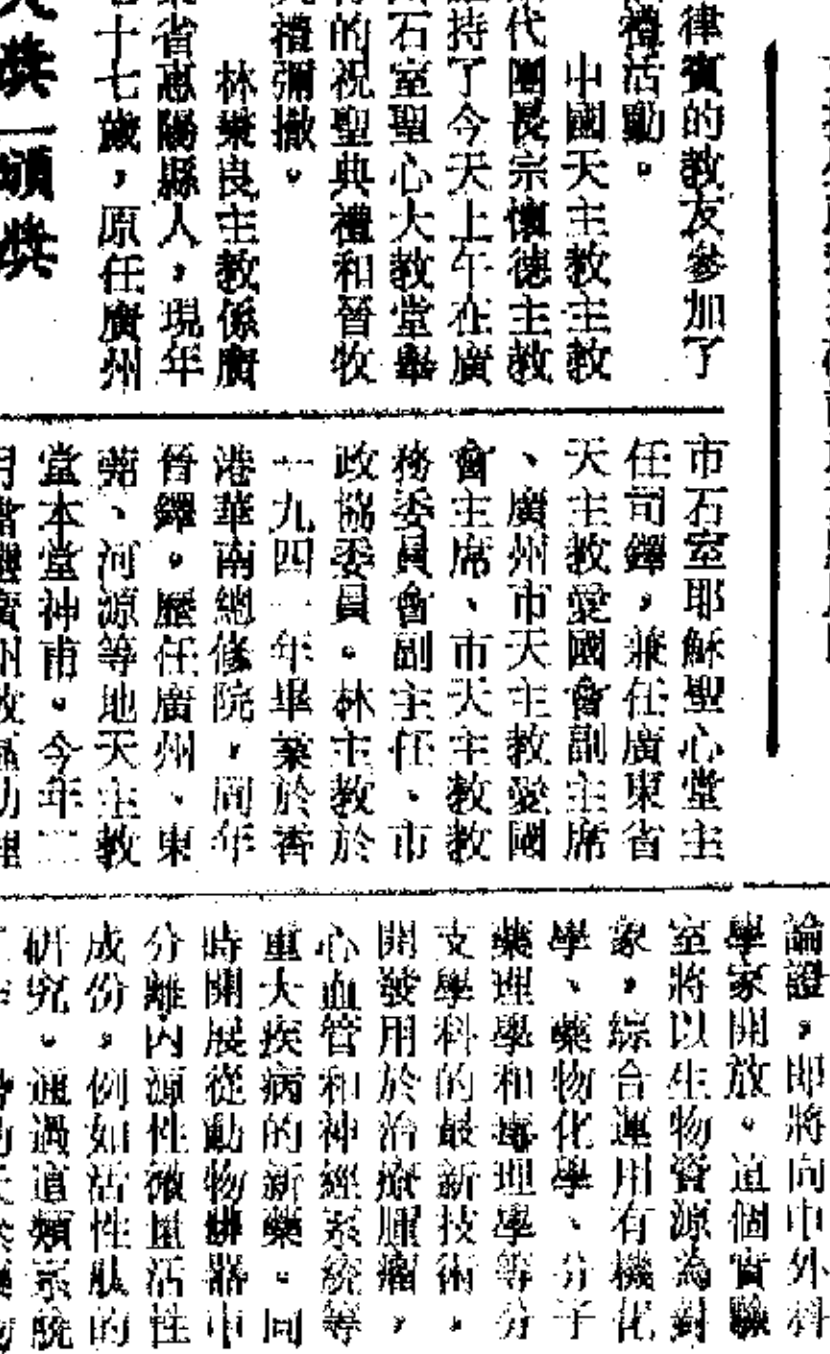 律賓的教友參加了
禮活動。
中國天主教主教
代團長宗懷德主教
持了今天上午在廣
石室聖心大教堂舉
的祝聖典禮和晉牧
禮彌撒。
林秉良主教係廣
省惠陽縣人，現年
十七歲，原任廣州
獎—頒獎
市石室耶穌聖心堂主
任司鐸，兼任廣東省
天主教愛國會副主席
、廣州市天主教愛國
會主席、市天主教教
務委員會副主任、市
政協委員。林主教於
一九四一年畢業於香
港華南總修院，同年
晉鐸。歷任廣州、東
莞、河源等地天主教
堂本堂神甫。今年二
月當選廣州教區助理
論證，即將向中外科
學家開放。這個實驗
室將以生物資源為對
象，綜合運用有機化
學、藥物化學、分子
藥理學和毒理學等分
支學科的最新技術，
開發用於治療腫瘤，
心血管和神經系統等
重大疾病的新藥。同
時開展從動物臟器中
分離內源性微量活性
成份，例如活性肽的
研究。通過這類系統